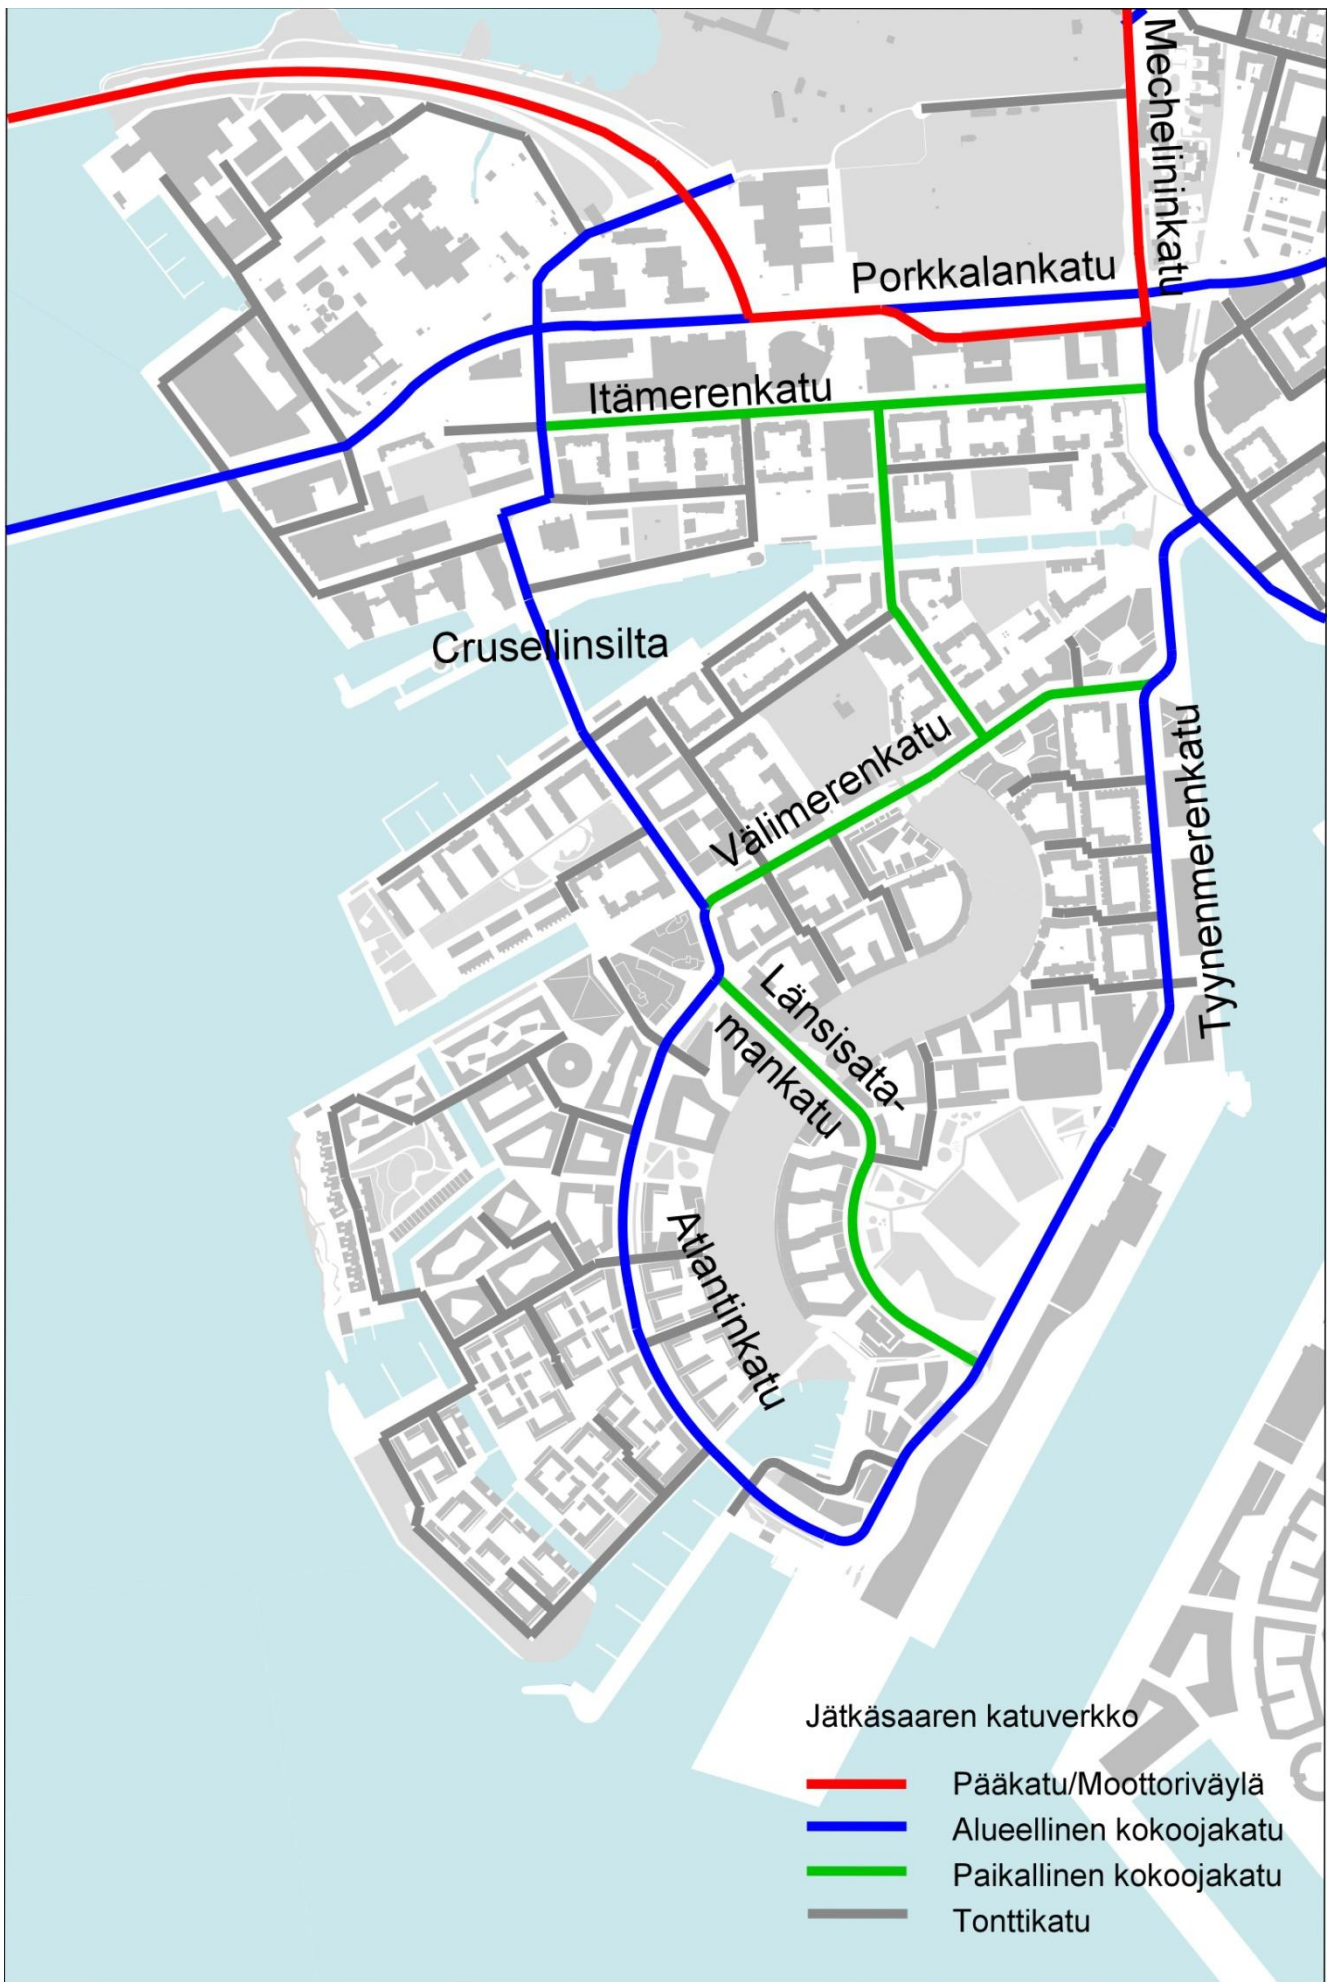 Mechelininkatu
Porkkalankatu
Itämerenkatu
Crusellinsilta
Välimerenkatu
Tyynenmerenkatu
Länsisata-
mankatu
Atlantinkatu
Jätkäsaaren katuverkko
Pääkatu/Moottoriväylä
Alueellinen kokoojakatu
Paikallinen kokoojakatu
Tonttikatu